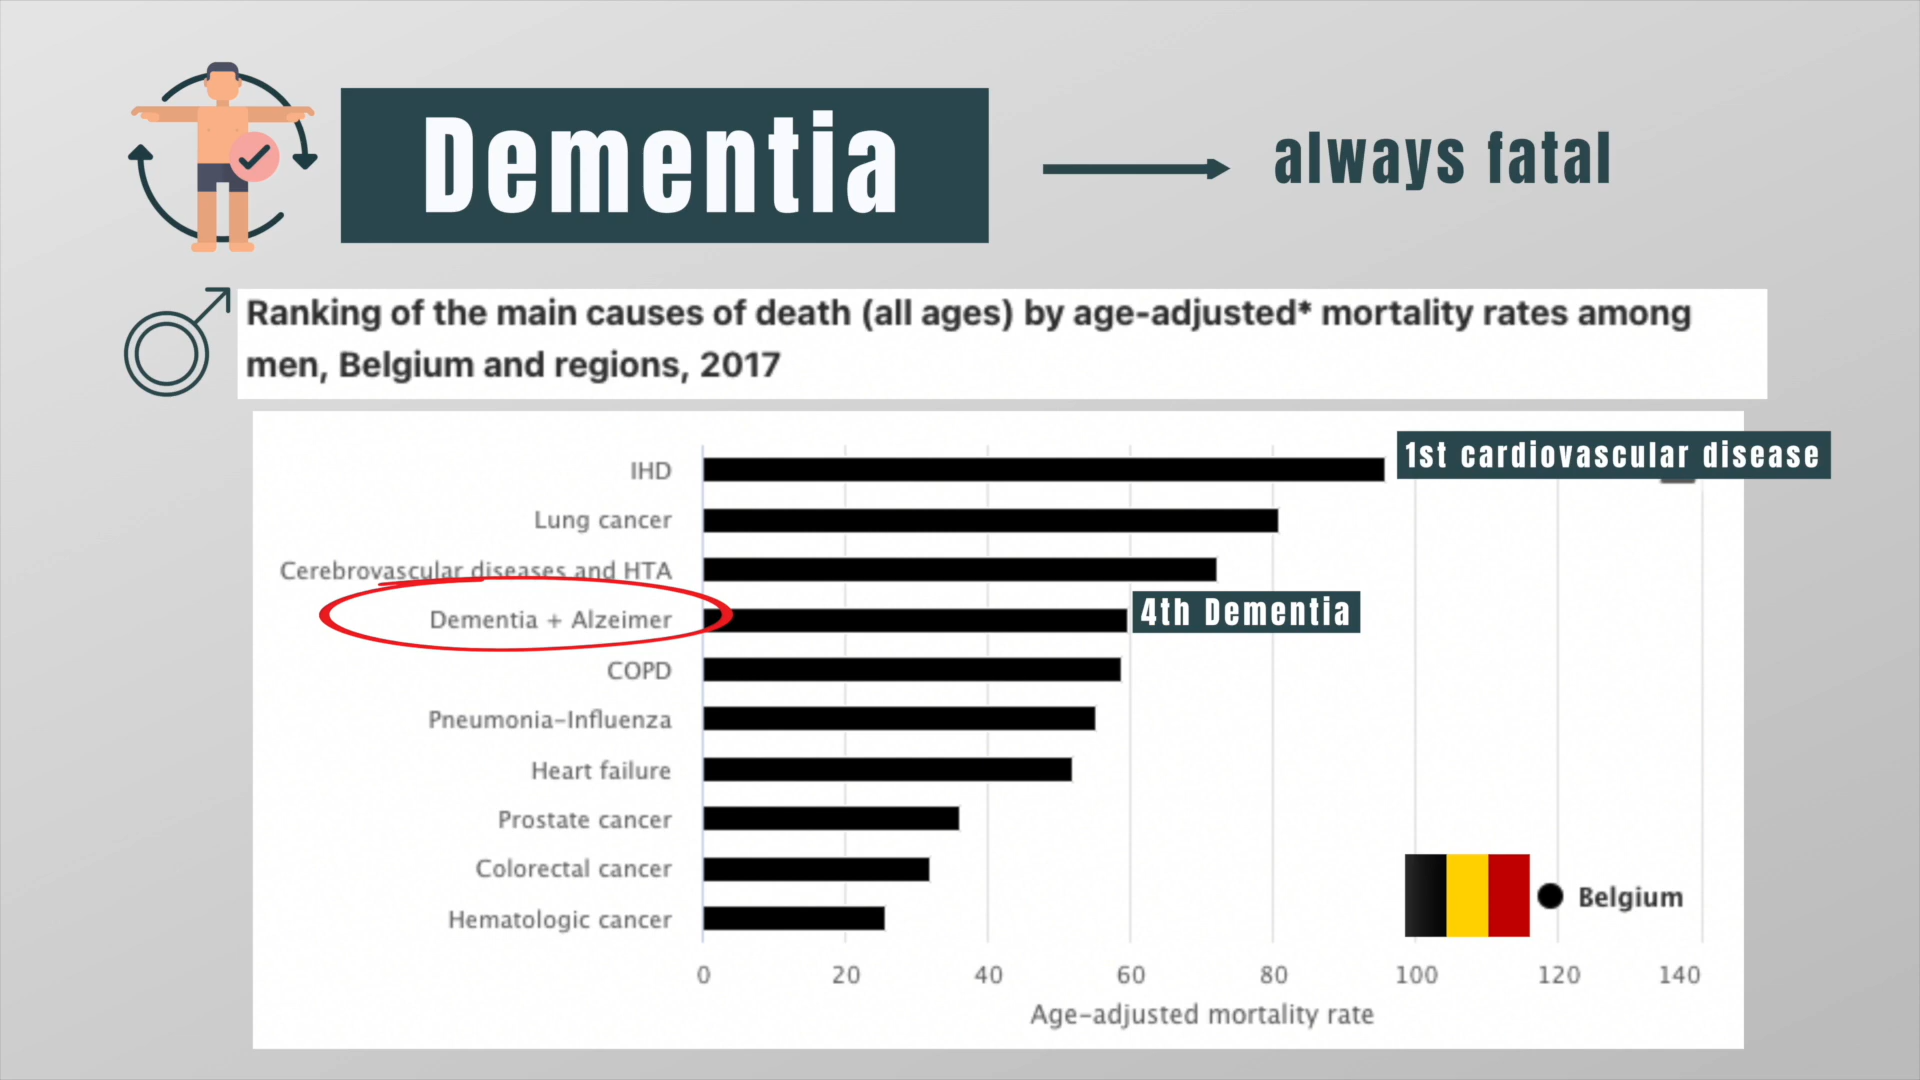 Dementia
always fatal
Ranking of the main causes of death (all ages) by age-adjusted* mortality rates among
men, Belgium and regions, 2017
1st cardiovascular disease
IHD
Lung cancer
Cerebrovascular diseases and HTA
Dementia + Alzeimer
4th Dementia
COPD
Pneumonia-Influenza
Heart failure
Prostate cancer
Colorectal cancer
Hematologic cancer
Belgium
0 20 40 60 80 100 120 140
Age-adjusted mortality rate